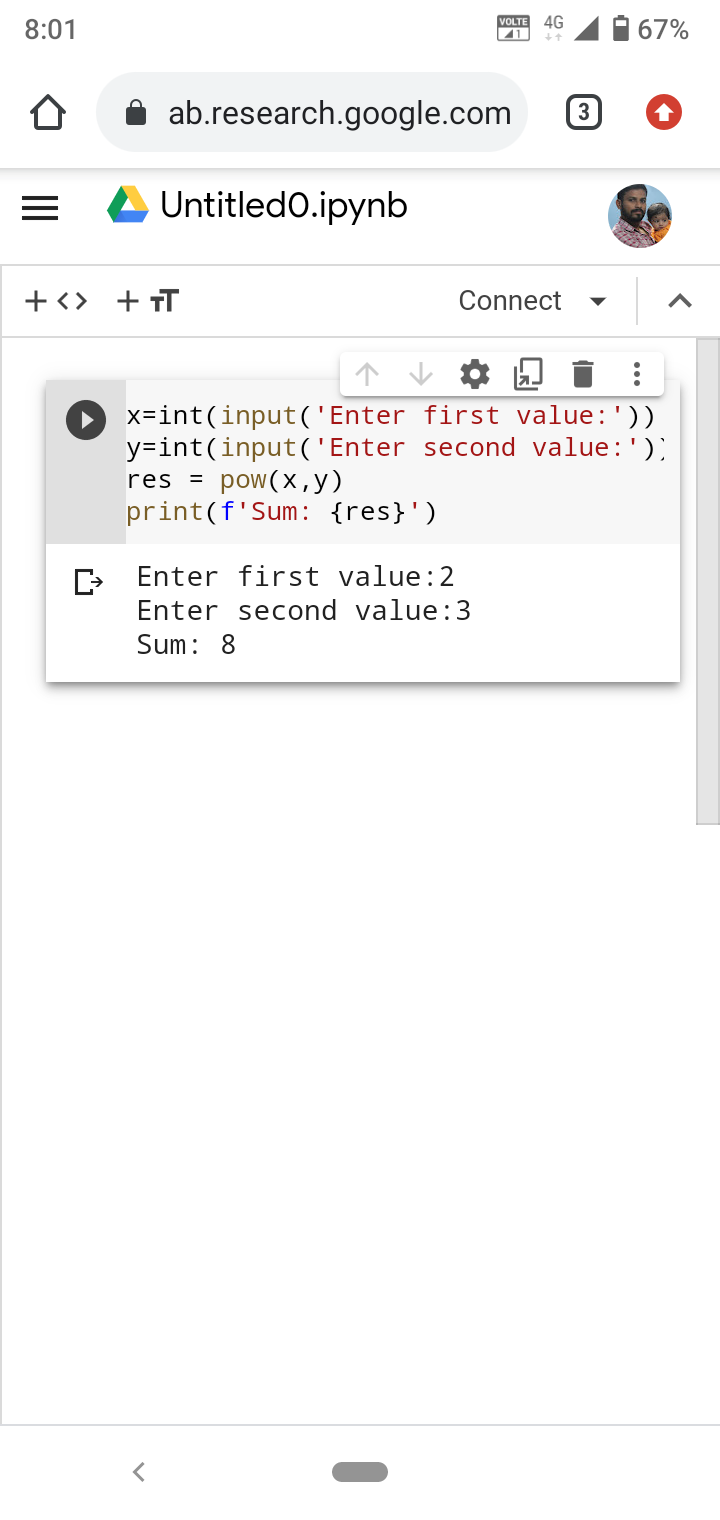 8:01
VOLTE
1
4G
67%
ab.research.google.com
3
Untitled0.ipynb
Connect
x=int(input('Enter first value:'))
y=int(input('Enter second value:'))
res = pow(x,y)
print(f'Sum: {res}')
Enter first value:2
Enter second value:3
Sum: 8